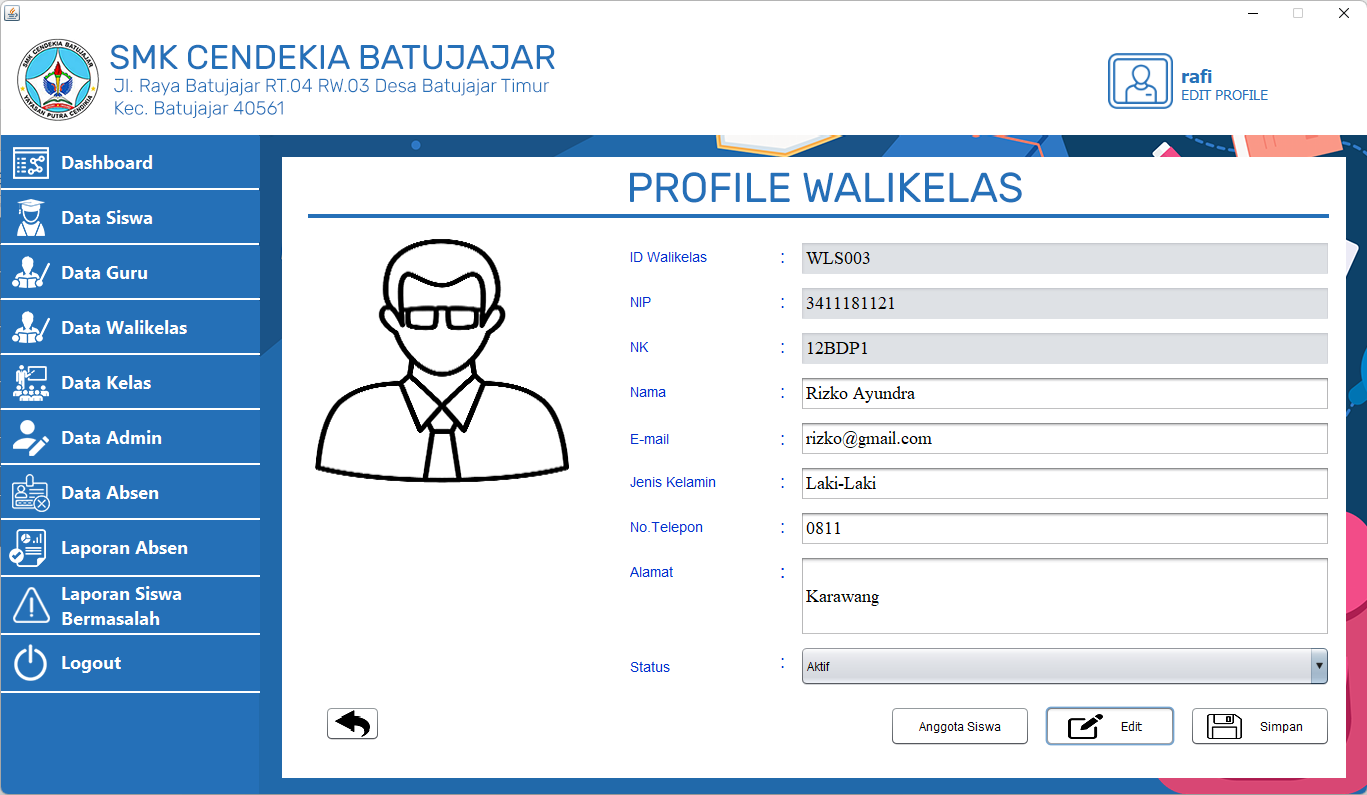 SMK CENDEKIA BATUJAJAR
Jl. Raya Batujajar RT.04 RW.03 Desa Batujajar Timur
Kec. Batujajar 40561
SMK CENDEKIA BATUJAJAR
YAYASAN PUTRA CENDIKIA
rafi
EDIT PROFILE
Dashboard
Data Siswa
Data Guru
Data Walikelas
Data Kelas
Data Admin
Data Absen
Laporan Absen
Laporan Siswa
Bermasalah
Logout
PROFILE WALIKELAS
ID Walikelas : WLS003
NIP : 3411181121
NK : 12BDP1
Nama : Rizko Ayundra
E-mail : rizko@gmail.com
Jenis Kelamin : Laki-Laki
No.Telepon : 0811
Alamat : Karawang
Status : Aktif
Anggota Siswa Edit Simpan